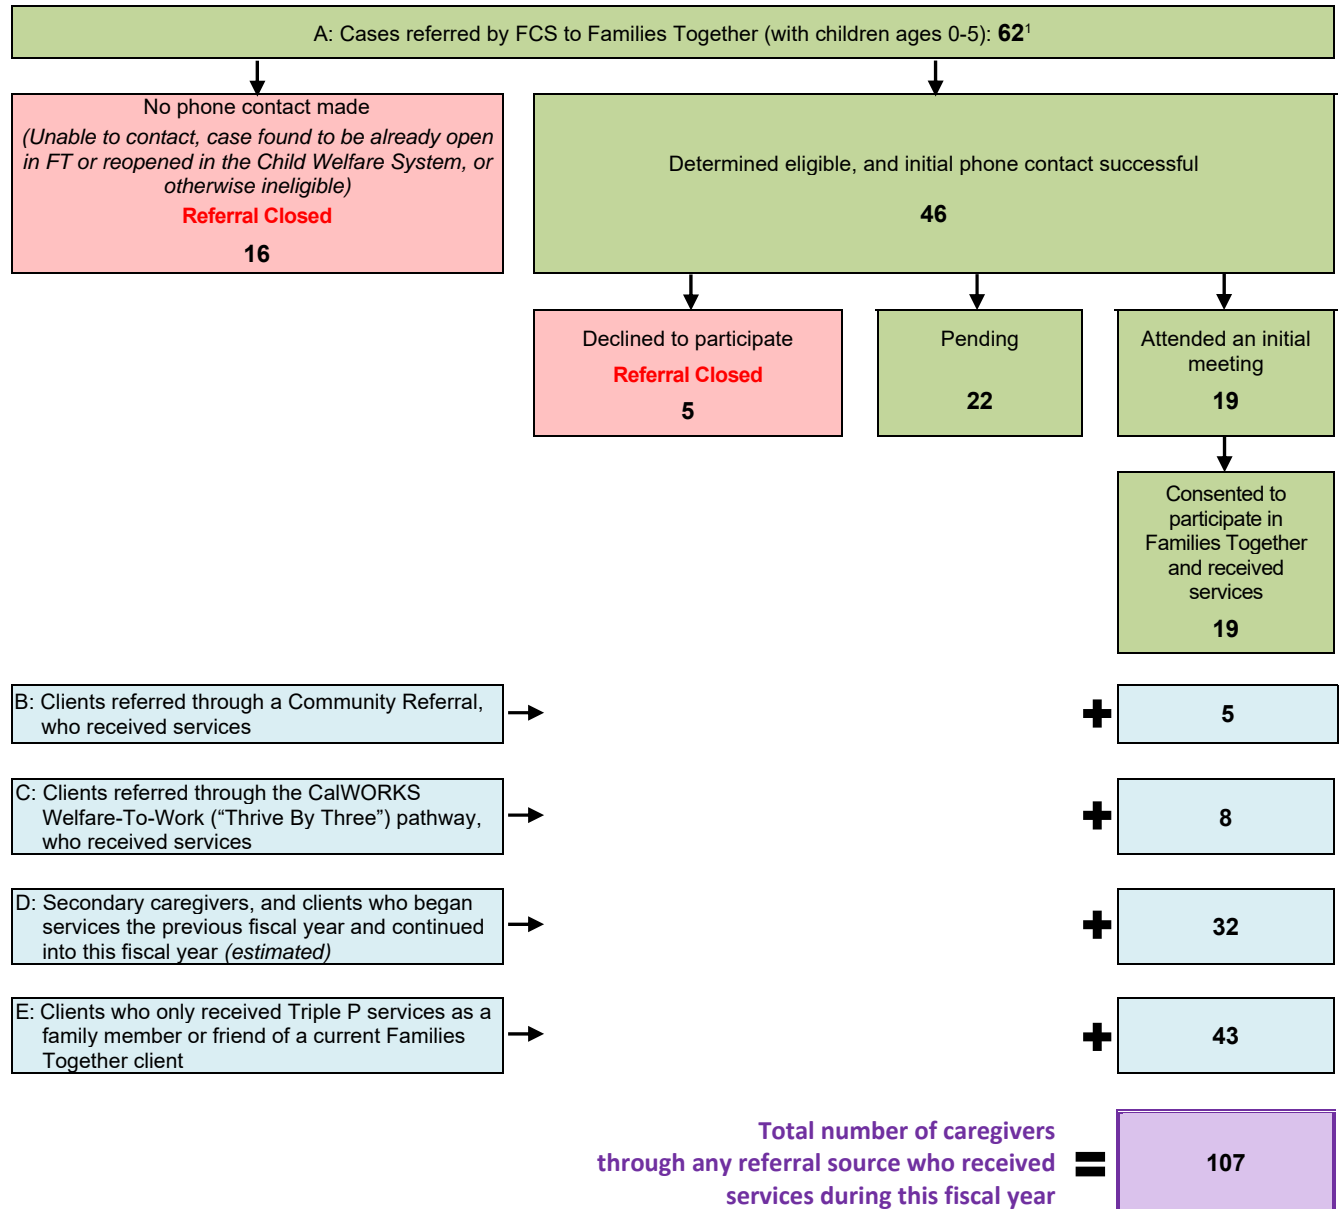 A: Cases referred by FCS to Families Together (with children ages 0-5): 62¹
No phone contact made
(Unable to contact, case found to be already open
in FT or reopened in the Child Welfare System, or
otherwise ineligible)
Referral Closed
16
Determined eligible, and initial phone contact successful
46
Declined to participate
Referral Closed
5
Pending
22
Attended an initial
meeting
19
Consented to
participate in
Families Together
and received
services
19
B: Clients referred through a Community Referral,
who received services
+
5
C: Clients referred through the CalWORKS
Welfare-To-Work (“Thrive By Three”) pathway,
who received services
+
8
D: Secondary caregivers, and clients who began
services the previous fiscal year and continued
into this fiscal year (estimated)
+
32
E: Clients who only received Triple P services as a
family member or friend of a current Families
Together client
+
43
Total number of caregivers
through any referral source who received
services during this fiscal year
=
107